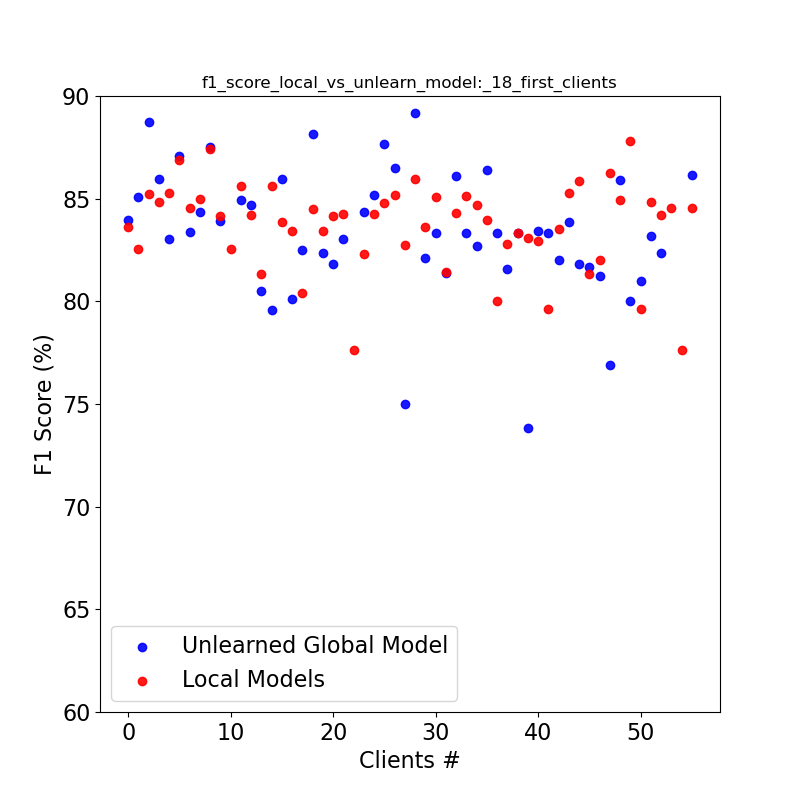 f1_score_local_vs_unlearn_model:_18_first_clients
90
85
80
75
70
65
60
F1 Score (%)
Unlearned Global Model
Local Models
0 10 20 30 40 50
Clients #